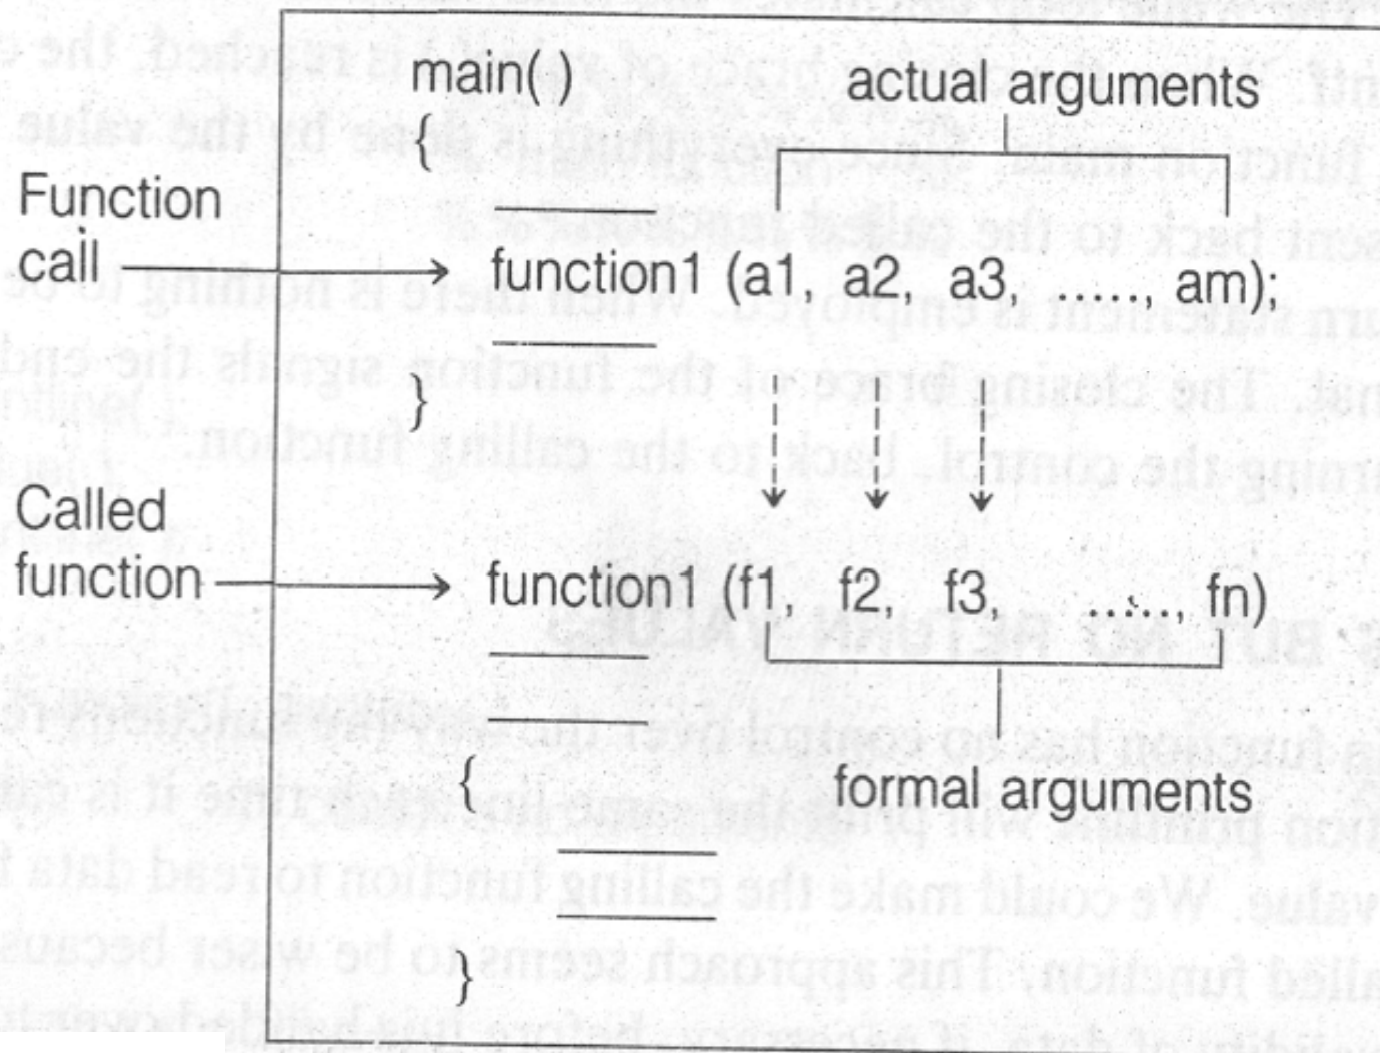 main()
actual arguments
{
Function
call
function1 (a1, a2, a3, ....., am);
}
Called
function
function1 (f1, f2, f3, ....., fn)
formal arguments
{
}